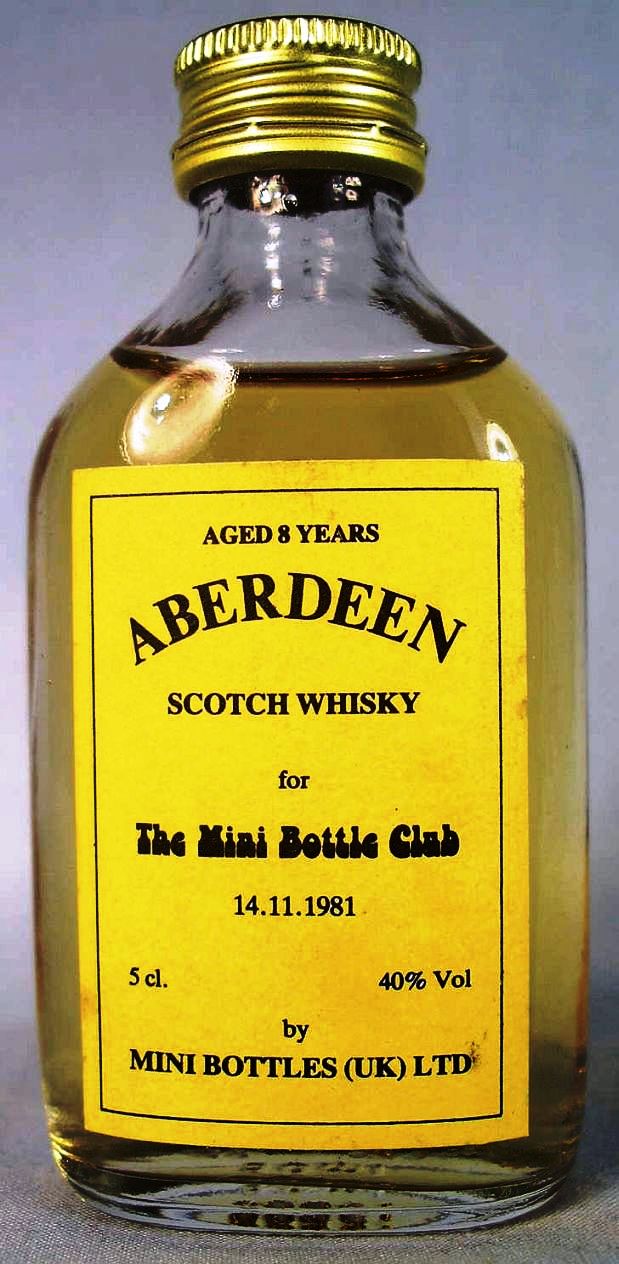 AGED 8 YEARS
ABERDEEN
SCOTCH WHISKY
for
The Mini Bottle Club
14.11.1981
5 cl. 40% Vol
by
MINI BOTTLES (UK) LTD